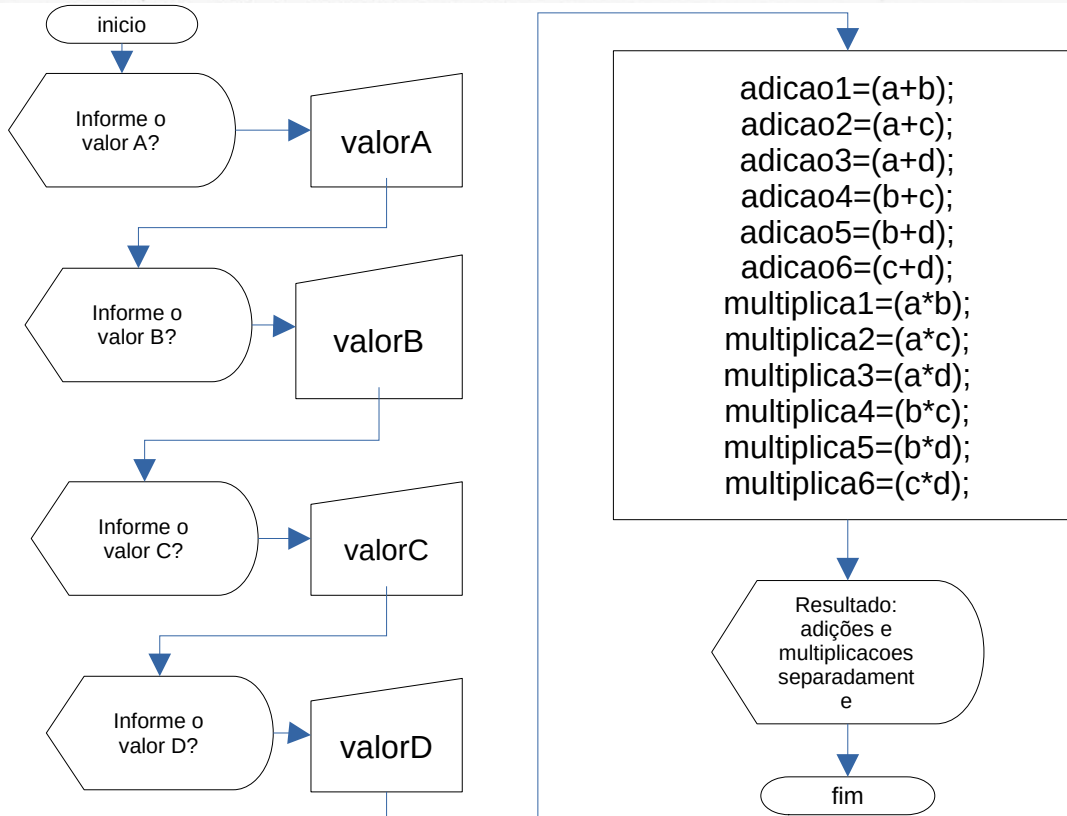 inicio
Informe o
valor A?
valorA
Informe o
valor B?
valorB
Informe o
valor C?
valorC
Informe o
valor D?
valorD
adicao1=(a+b);
adicao2=(a+c);
adicao3=(a+d);
adicao4=(b+c);
adicao5=(b+d);
adicao6=(c+d);
multiplica1=(a*b);
multiplica2=(a*c);
multiplica3=(a*d);
multiplica4=(b*c);
multiplica5=(b*d);
multiplica6=(c*d);
Resultado:
adições e
multiplicacoes
separadament
e
fim